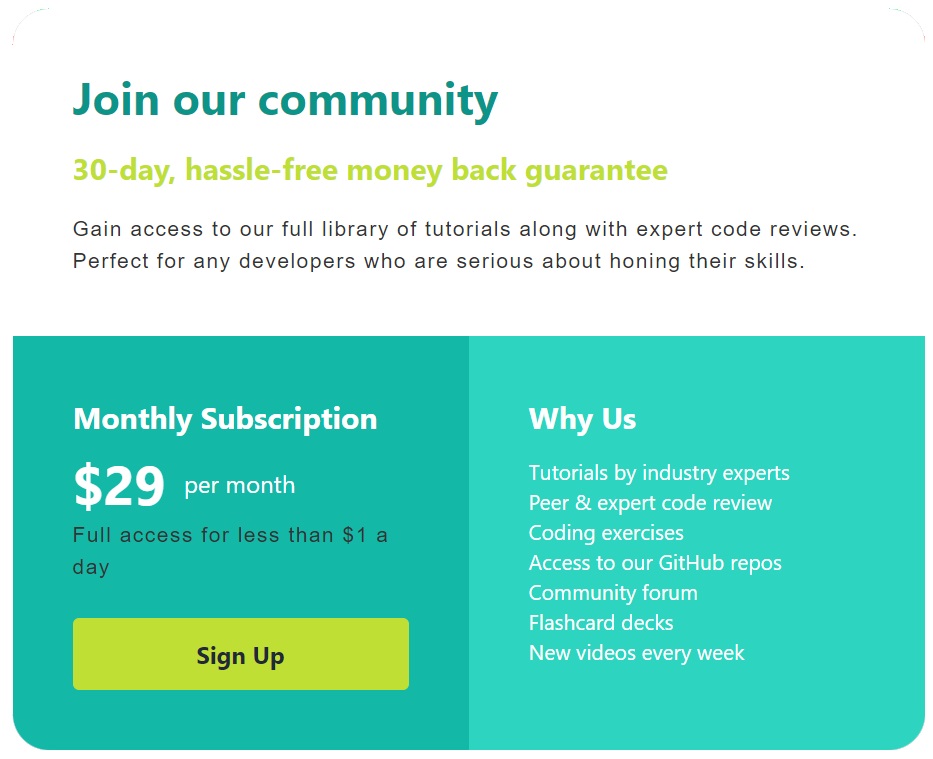 Join our community
30-day, hassle-free money back guarantee
Gain access to our full library of tutorials along with expert code reviews.
Perfect for any developers who are serious about honing their skills.
Monthly Subscription
$29 per month
Full access for less than $1 a
day
Sign Up
Why Us
Tutorials by industry experts
Peer & expert code review
Coding exercises
Access to our GitHub repos
Community forum
Flashcard decks
New videos every week